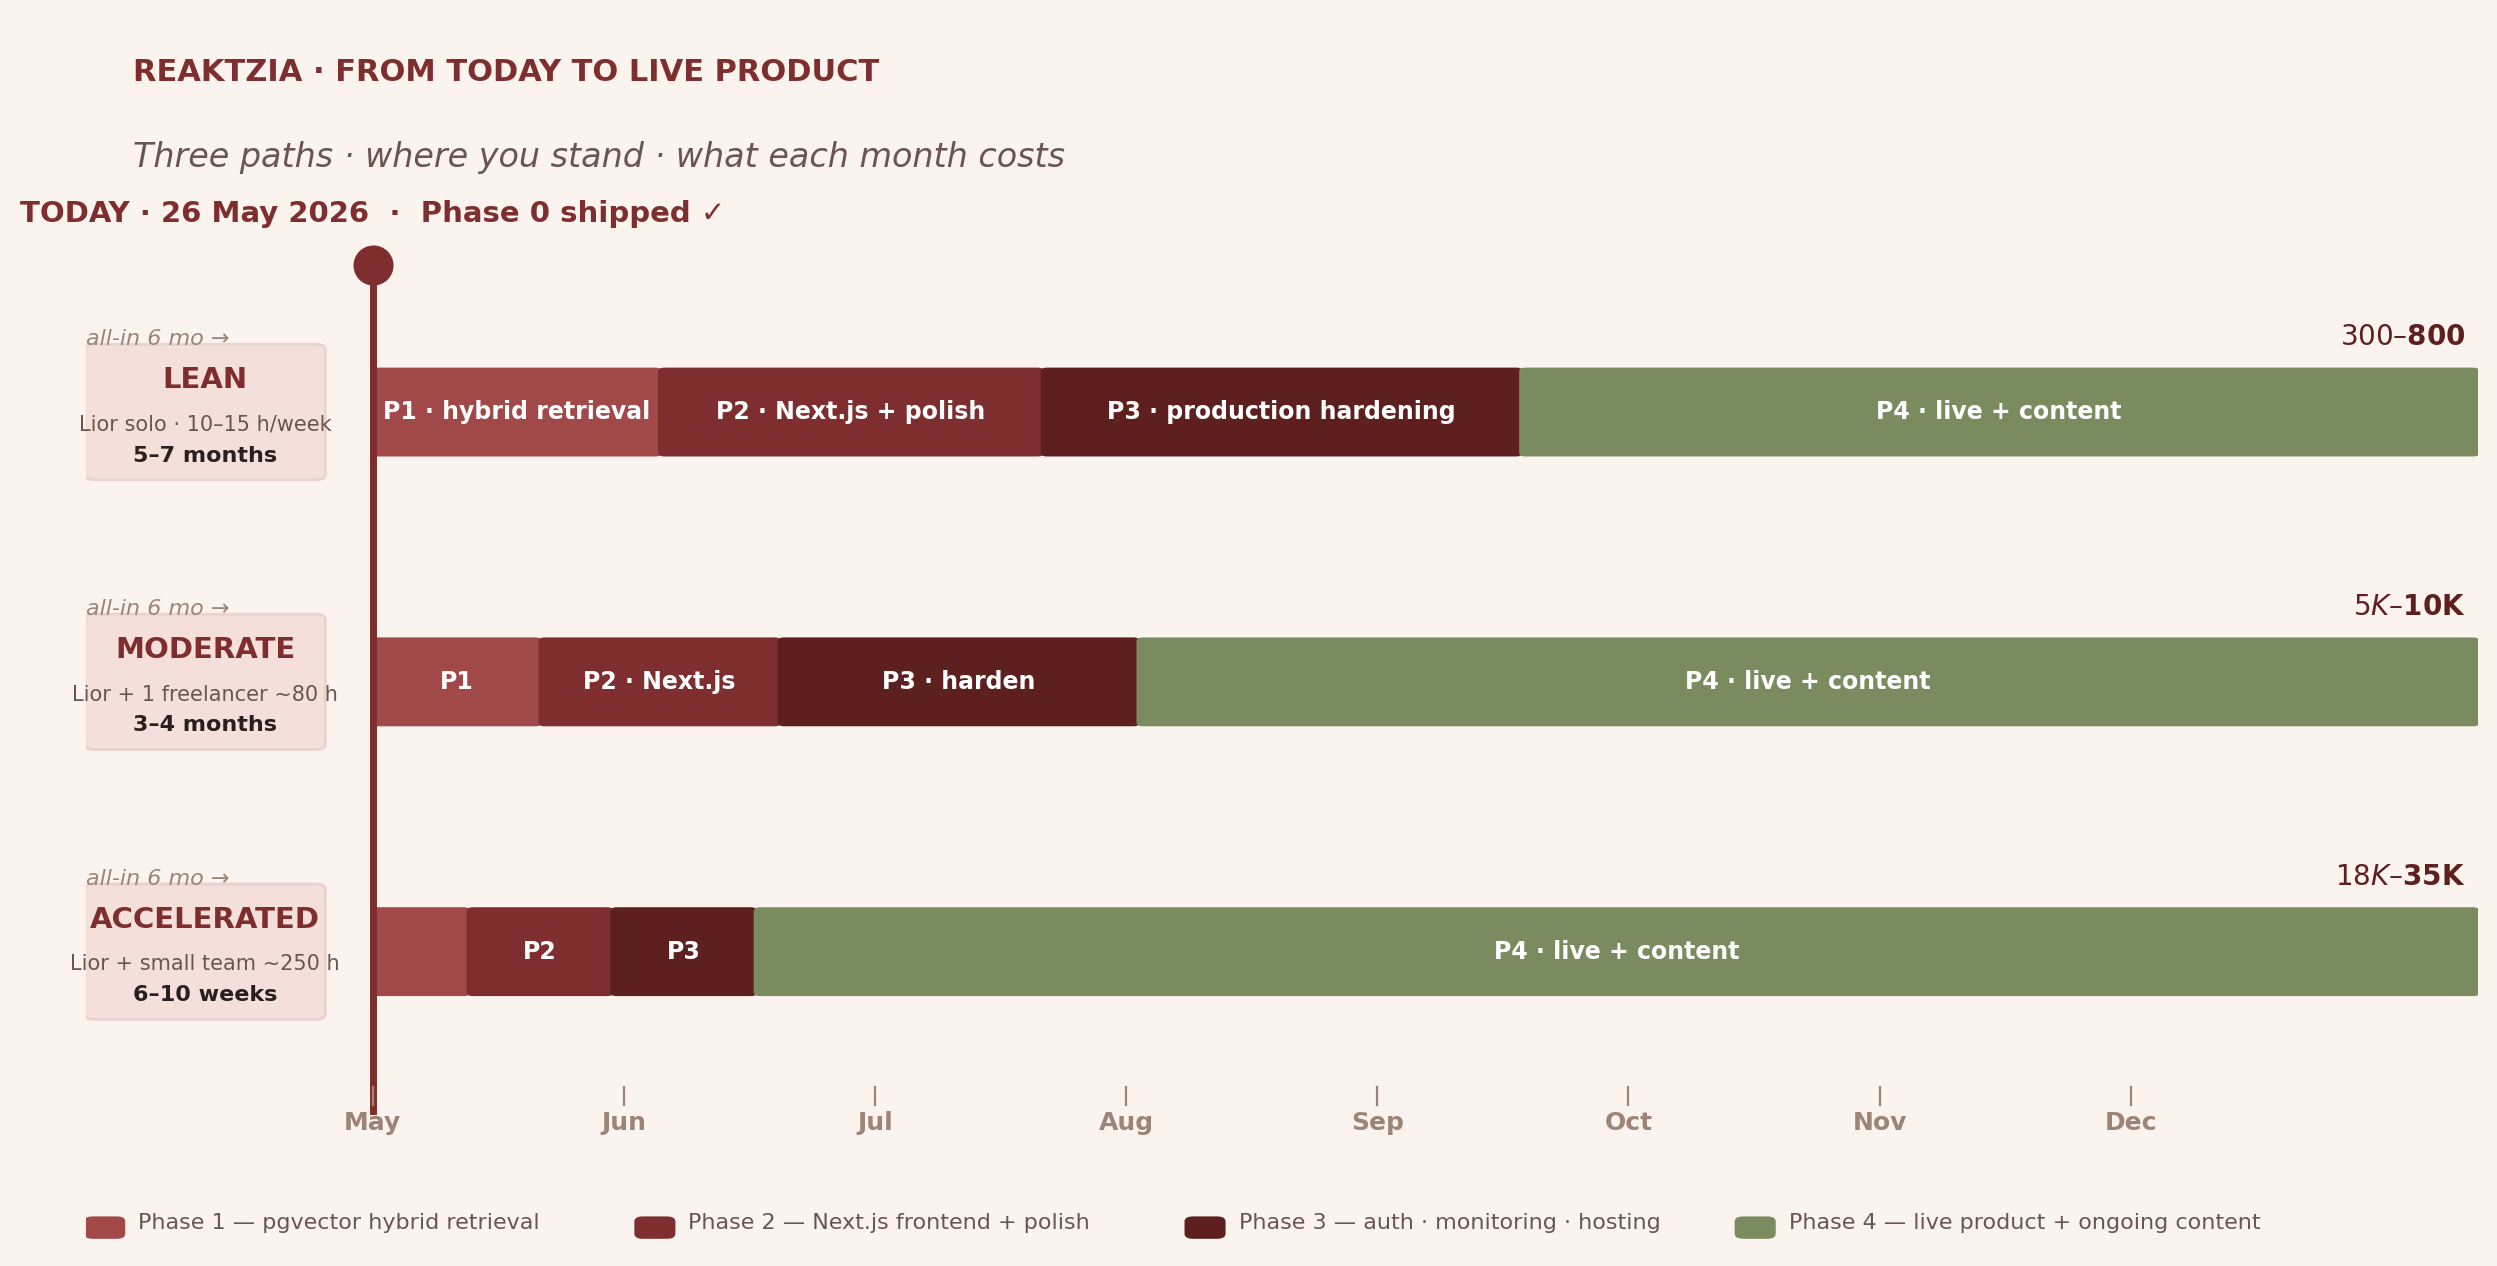 REAKTZIA · FROM TODAY TO LIVE PRODUCT
Three paths · where you stand · what each month costs
TODAY · 26 May 2026 · Phase 0 shipped ✓
all-in 6 mo →
300–800
LEAN
Lior solo · 10–15 h/week
5–7 months
P1 · hybrid retrieval
P2 · Next.js + polish
P3 · production hardening
P4 · live + content
all-in 6 mo →
5K–10K
MODERATE
Lior + 1 freelancer ~80 h
3–4 months
P1
P2 · Next.js
P3 · harden
P4 · live + content
all-in 6 mo →
18K–35K
ACCELERATED
Lior + small team ~250 h
6–10 weeks
P2
P3
P4 · live + content
May Jun Jul Aug Sep Oct Nov Dec
Phase 1 — pgvector hybrid retrieval
Phase 2 — Next.js frontend + polish
Phase 3 — auth · monitoring · hosting
Phase 4 — live product + ongoing content